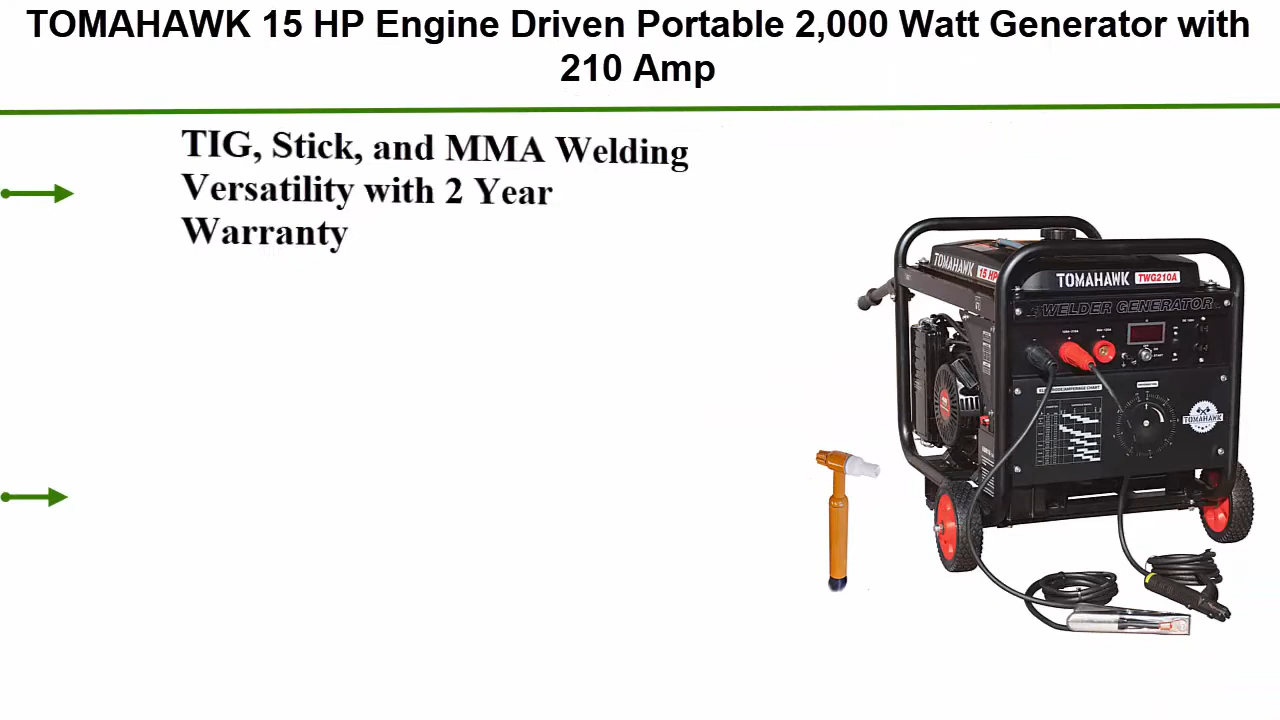 TOMAHAWK 15 HP Engine Driven Portable 2,000 Watt Generator with
210 Amp
TIG, Stick, and MMA Welding
Versatility with 2 Year
Warranty
TOMAHAWK 15 HP
TOMAHAWK TWG210A
WELDER GENERATOR
TOMAHAWK